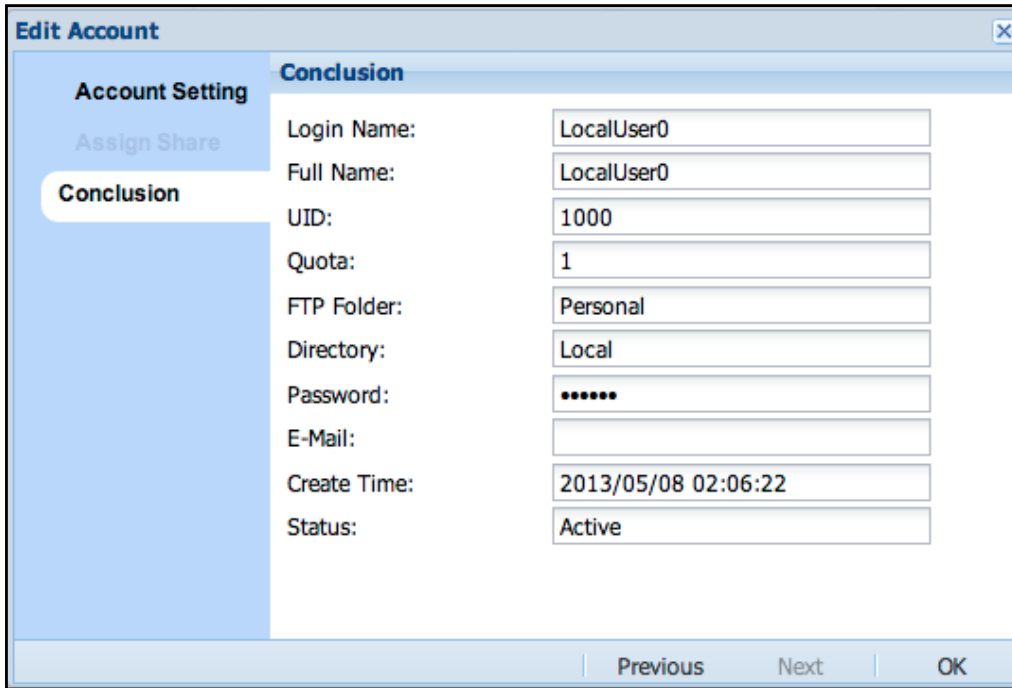 Edit Account
Account Setting
Assign Share
Conclusion
Conclusion
Login Name: LocalUser0
Full Name: LocalUser0
UID: 1000
Quota: 1
FTP Folder: Personal
Directory: Local
Password: ••••••
E-Mail:
Create Time: 2013/05/08 02:06:22
Status: Active
Previous Next OK